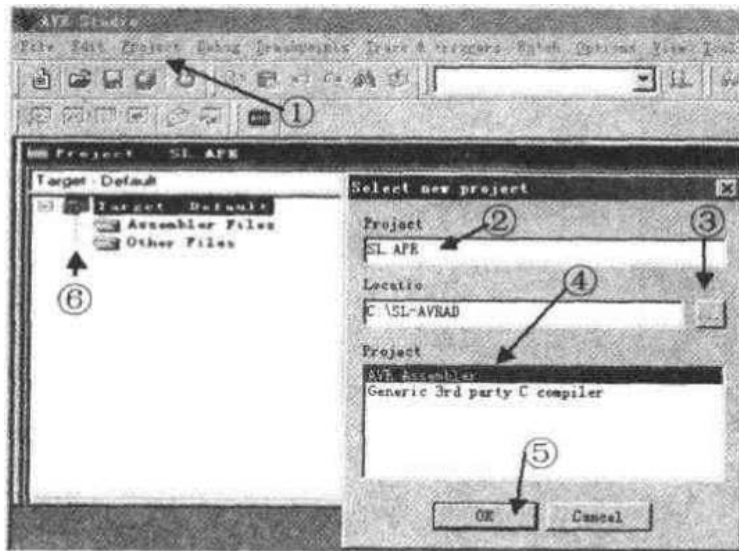 AVR Studio
File Edit Project Debug Breakpoints Trace & triggers Watch Options View Tool
①
Project SL APR
Target - Default
Target Default
Assembler Files
Other Files
⑥
Select new project
Project
②
③
SL APR
Locatio
④
C:\SL-AVRAD
...
Project
AVR Assembler
Generic 3rd party C compiler
⑤
OK
Cancel